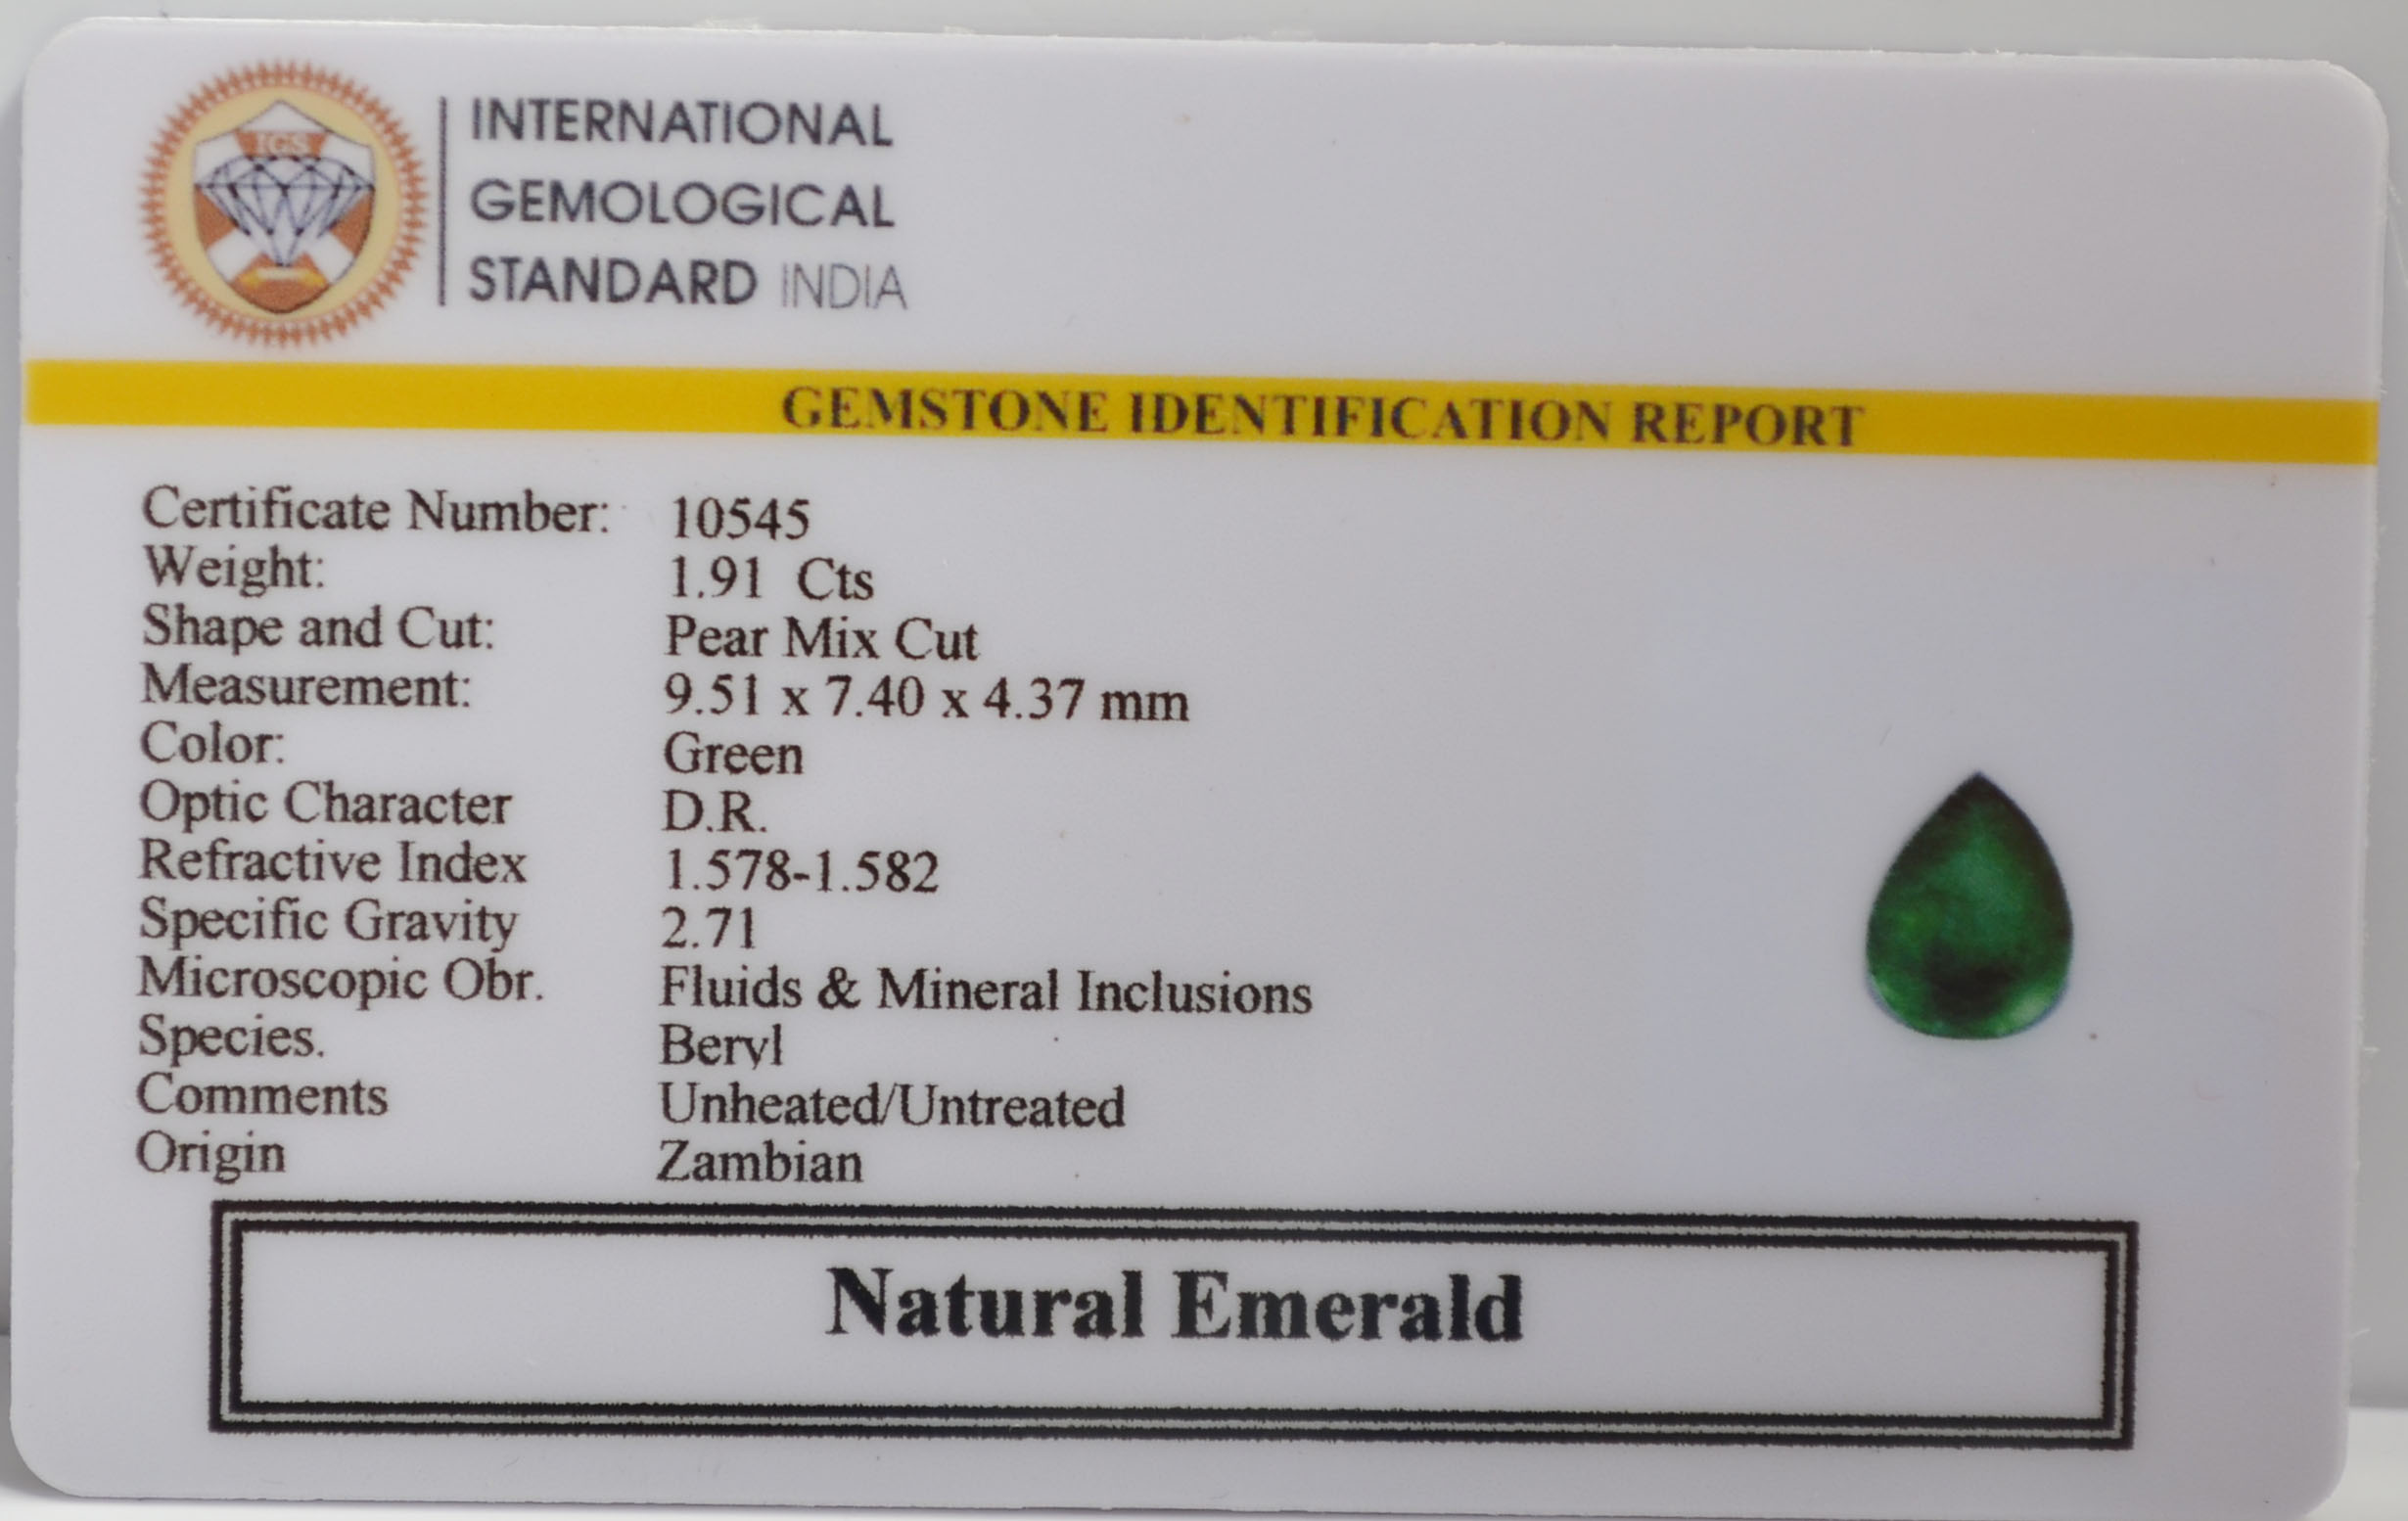 IGS
INTERNATIONAL
GEMOLOGICAL
STANDARD INDIA
GEMSTONE IDENTIFICATION REPORT
Certificate Number: 10545
Weight: 1.91 Cts
Shape and Cut: Pear Mix Cut
Measurement: 9.51 x 7.40 x 4.37 mm
Color: Green
Optic Character D.R.
Refractive Index 1.578-1.582
Specific Gravity 2.71
Microscopic Obr. Fluids & Mineral Inclusions
Species. Beryl
Comments Unheated/Untreated
Origin Zambian
Natural Emerald